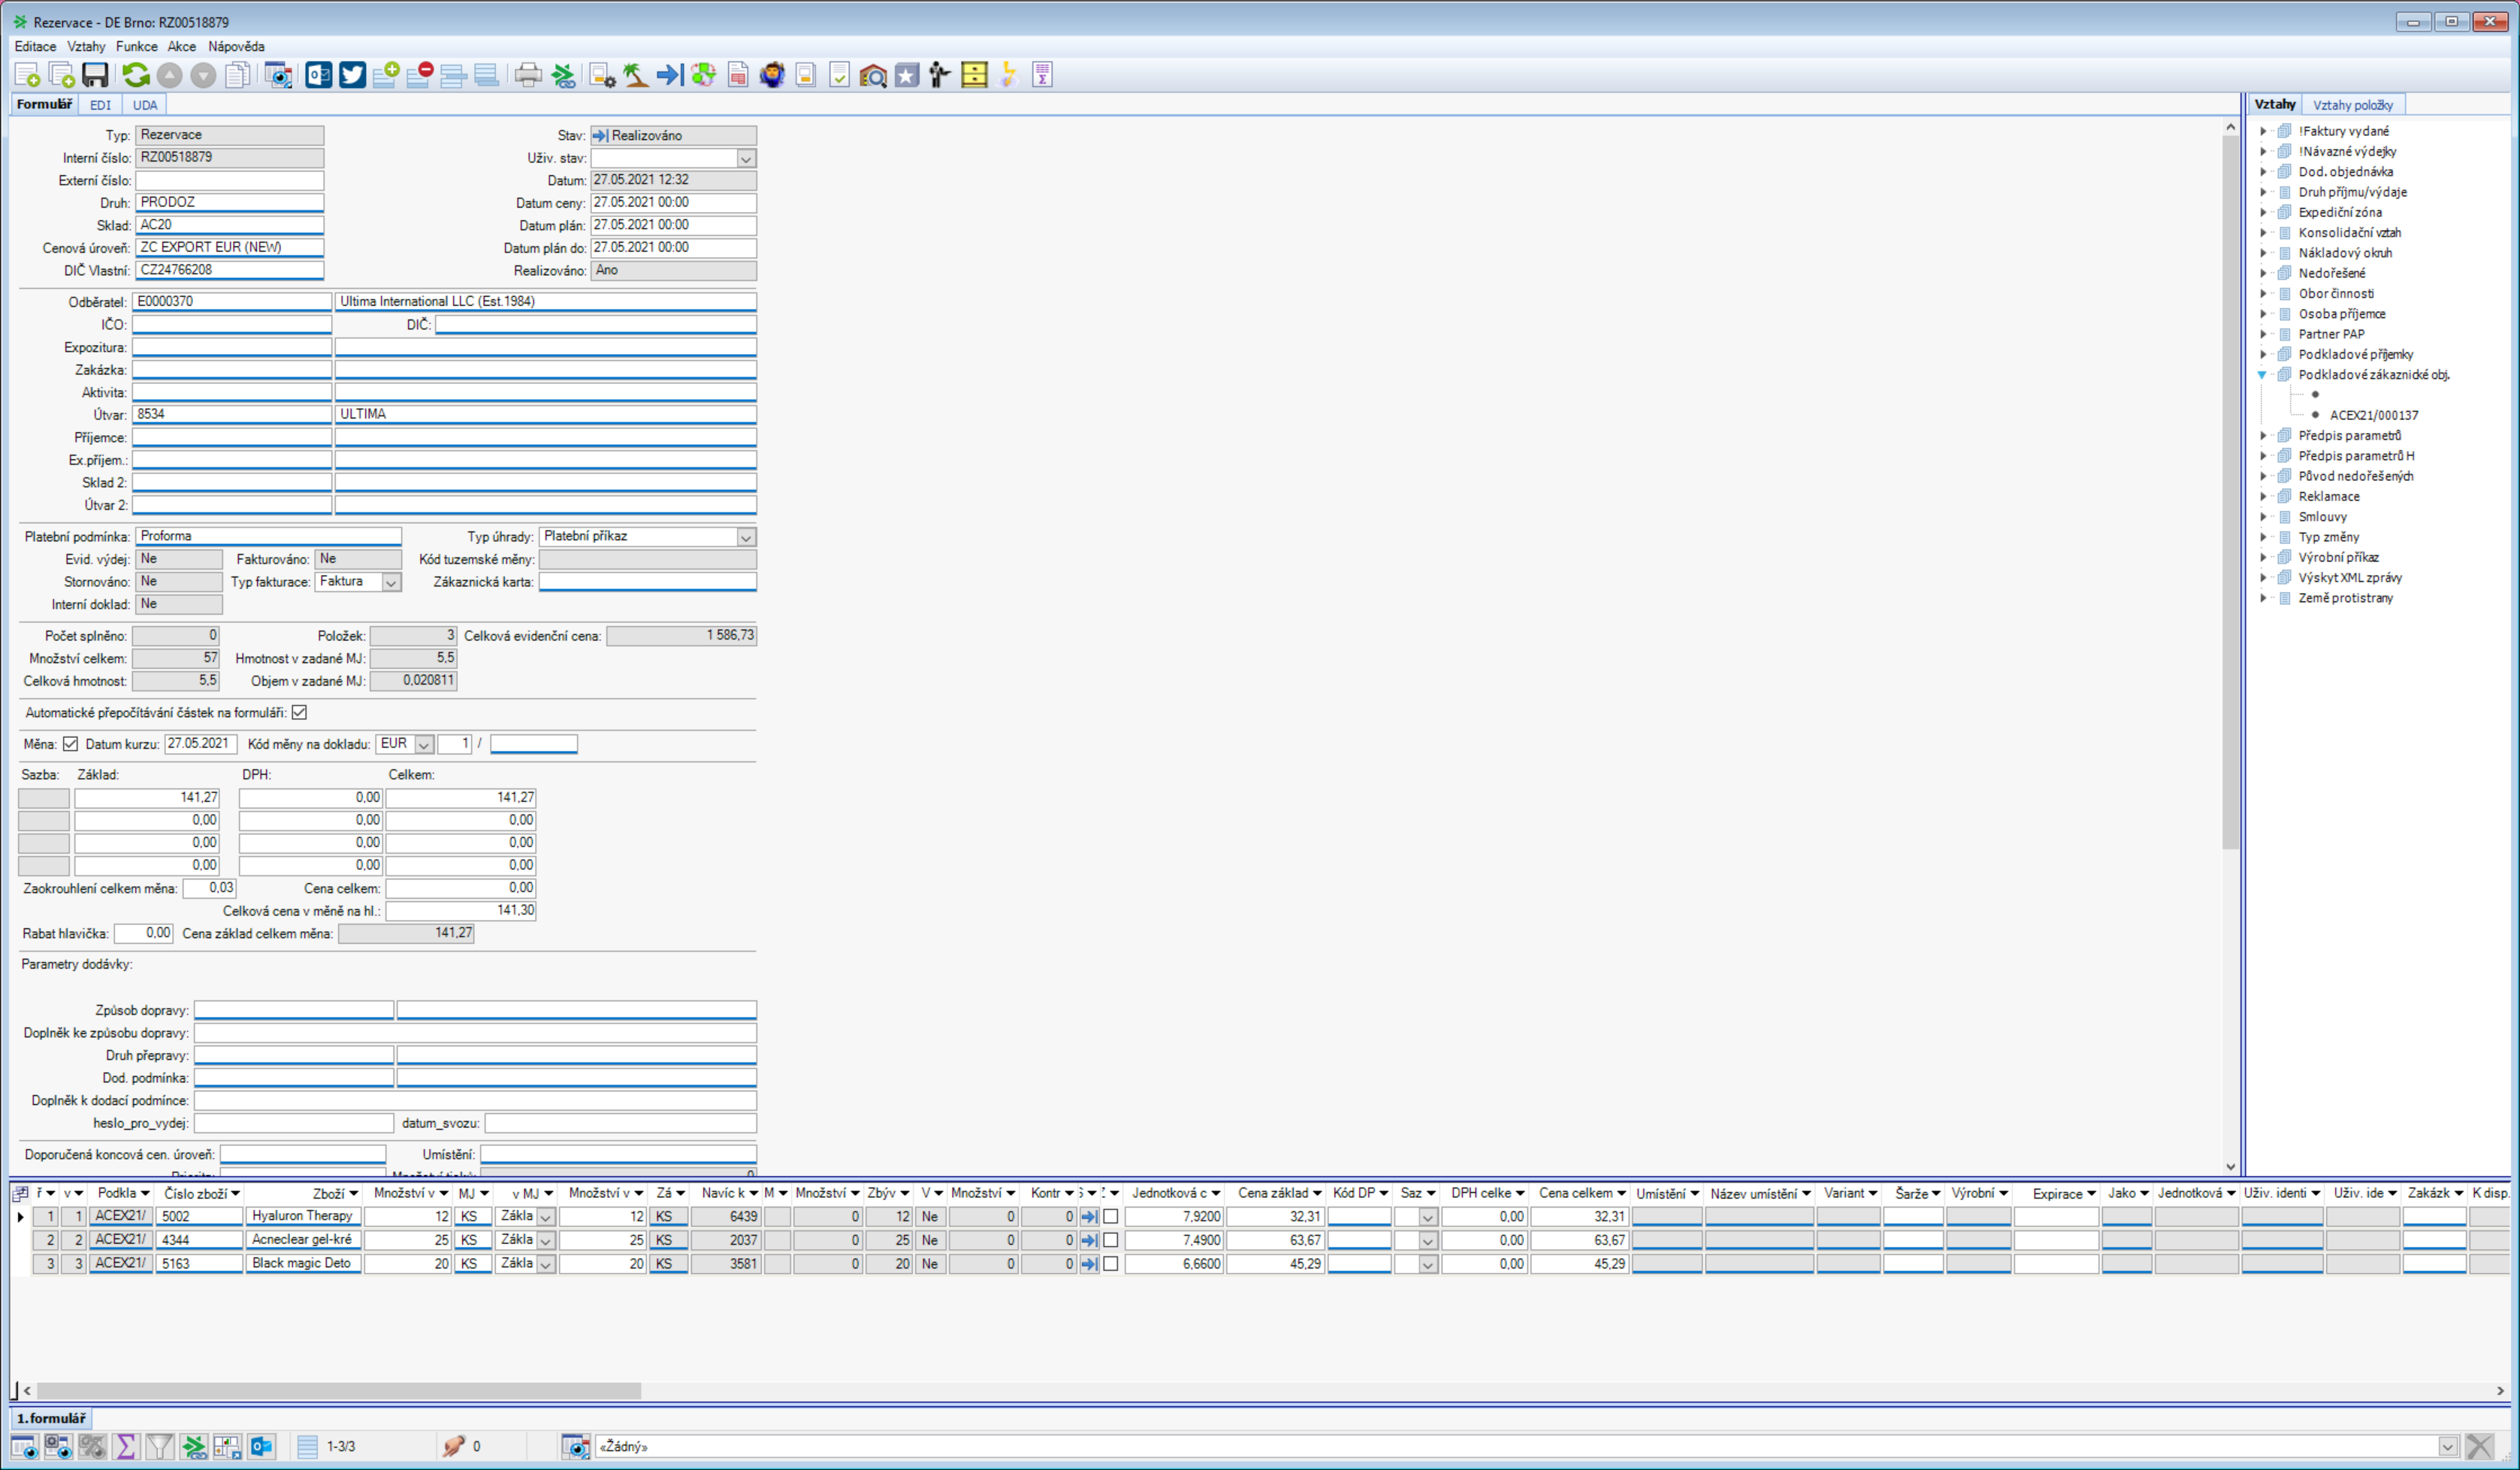 Rezervace - DE Brno: RZ00518879
Editace Vztahy Funkce Akce Nápověda
Formulář EDI UDA
Typ: Rezervace Stav: Realizováno
Interní číslo: RZ00518879 Uživ. stav:
Externí číslo: Datum: 27.05.2021 12:32
Druh: PRODOZ Datum ceny: 27.05.2021 00:00
Sklad: AC20 Datum plán: 27.05.2021 00:00
Cenová úroveň: ZC EXPORT EUR (NEW) Datum plán do: 27.05.2021 00:00
DIČ Vlastní: CZ24766208 Realizováno: Ano
Odběratel: E0000370 Ultima International LLC (Est.1984)
IČO: DIČ:
Expozitura:
Zakázka:
Aktivita:
Útvar: 8534 ULTIMA
Příjemce:
Ex.příjem.:
Sklad 2:
Útvar 2:
Platební podmínka: Proforma Typ úhrady: Platební příkaz
Evid. výdej: Ne Fakturováno: Ne Kód tuzemské měny:
Stornováno: Ne Typ fakturace: Faktura Zákaznická karta:
Interní doklad: Ne
Počet splněno: 0 Položek: 3 Celková evidenční cena: 1 586,73
Množství celkem: 57 Hmotnost v zadané MJ: 5,5
Celková hmotnost: 5,5 Objem v zadané MJ: 0,020811
Automatické přepočítávání částek na formuláři:
Měna: Datum kurzu: 27.05.2021 Kód měny na dokladu: EUR 1 /
Sazba: Základ: DPH: Celkem:
141,27 0,00 141,27
0,00 0,00 0,00
0,00 0,00 0,00
0,00 0,00 0,00
Zaokrouhlení celkem měna: 0,03 Cena celkem: 0,00
Celková cena v měně na hl.: 141,30
Rabat hlavička: 0,00 Cena základ celkem měna: 141,27
Parametry dodávky:
Způsob dopravy:
Doplněk ke způsobu dopravy:
Druh přepravy:
Dod. podmínka:
Doplněk k dodací podmínce:
heslo_pro_vydej: datum_svozu:
Doporučená koncová cen. úroveň: Umístění:
Vztahy Vztahy položky
!Faktury vydané
!Návazné výdejky
Dod. objednávka
Druh příjmu/výdaje
Expediční zóna
Konsolidační vztah
Nákladový okruh
Nedořešené
Obor činnosti
Osoba příjemce
Partner PAP
Podkladové příjemky
Podkladové zákaznické obj.
ACEX21/000137
Předpis parametrů
Předpis parametrů H
Původ nedořešených
Reklamace
Smlouvy
Typ změny
Výrobní příkaz
Výskyt XML zprávy
Země protistrany
ř v Podkla Číslo zboží Zboží Množství v MJ v MJ Množství v Zá Navíc k M Množství Zbýv V Množství Kontr Jednotková c Cena základ Kód DP Saz DPH celke Cena celkem Umístění Název umístění Variant Šarže Výrobní Expirace Jako Jednotková Uživ. identi Uživ. ide Zakázk K disp.
1 1 ACEX21/ 5002 Hyaluron Therapy 12 KS Zákla 12 KS 6439 0 12 Ne 0 0 7,9200 32,31 0,00 32,31
2 2 ACEX21/ 4344 Acneclear gel-kré 25 KS Zákla 25 KS 2037 0 25 Ne 0 0 7,4900 63,67 0,00 63,67
3 3 ACEX21/ 5163 Black magic Deto 20 KS Zákla 20 KS 3581 0 20 Ne 0 0 6,6600 45,29 0,00 45,29
1.formulář
1-3/3 0 «Žádný»